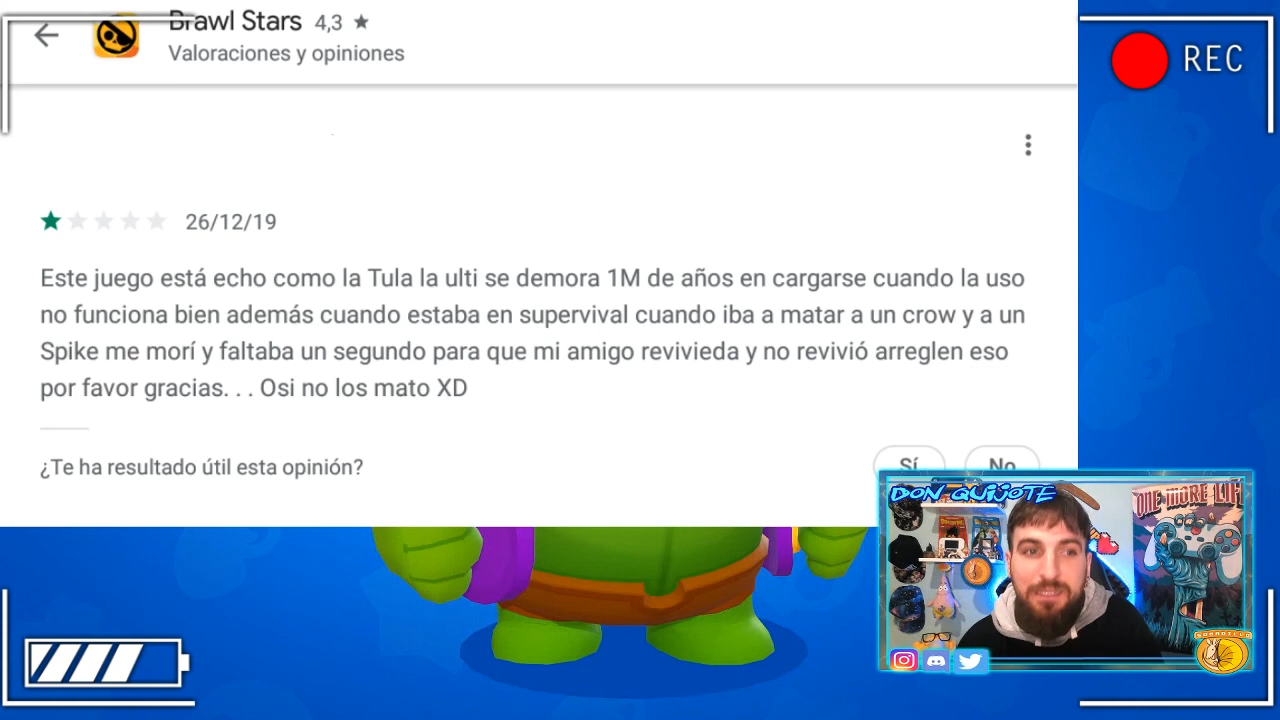 Brawl Stars 4,3 ★
Valoraciones y opiniones
REC
26/12/19
Este juego está echo como la Tula la ulti se demora 1M de años en cargarse cuando la uso
no funciona bien además cuando estaba en supervival cuando iba a matar a un crow y a un
Spike me morí y faltaba un segundo para que mi amigo revivieda y no revivió arreglen eso
por favor gracias. . . Osi no los mato XD
¿Te ha resultado útil esta opinión?
Sí No
DON QUIJOTE
ONE MORE LIF